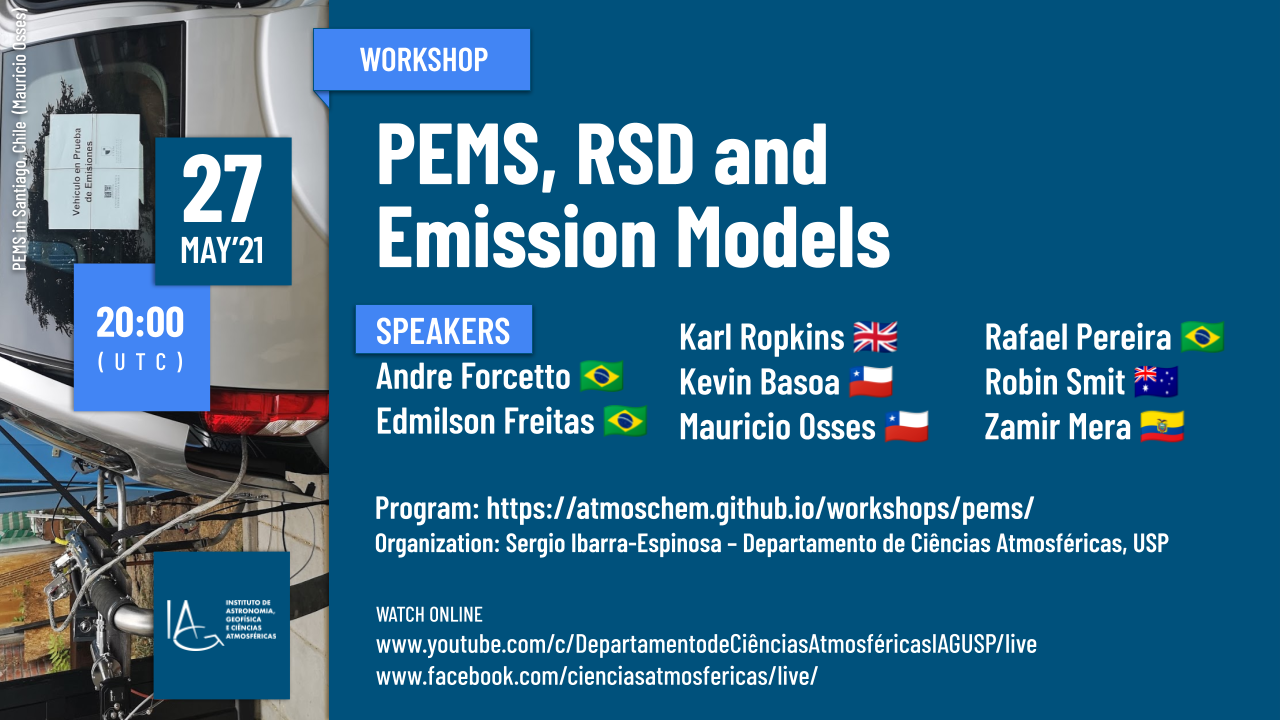 PEMS in Santiago, Chile (Mauricio Osses)
Vehículo en Prueba
de Emisiones
27
MAY'21
20:00
(UTC)
WORKSHOP
PEMS, RSD and
Emission Models
SPEAKERS
Andre Forcetto
Edmilson Freitas
Karl Ropkins
Kevin Basoa
Mauricio Osses
Rafael Pereira
Robin Smit
Zamir Mera
Program: https://atmoschem.github.io/workshops/pems/
Organization: Sergio Ibarra-Espinosa – Departamento de Ciências Atmosféricas, USP
WATCH ONLINE
www.youtube.com/c/DepartamentodeCiênciasAtmosféricasIAGUSP/live
www.facebook.com/cienciasatmosfericas/live/
IAG
INSTITUTO DE
ASTRONOMIA,
GEOFÍSICA
E CIÊNCIAS
ATMOSFÉRICAS